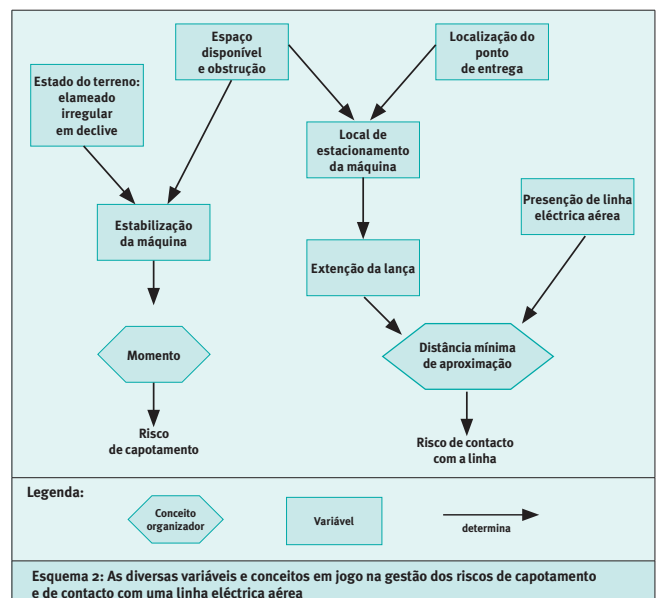 Espaço
disponível
e obstrução
Localização do
ponto
de entrega
Estado do terreno:
elameado
irregular
em declive
Local de
estacionamento
da máquina
Presenção de linha
eléctrica aérea
Estabilização
da máquina
Extenção da lança
Momento
Distância mínima
de aproximação
Risco
de capotamento
Risco de contacto
com a linha
Legenda:
Conceito
organizador
Variável
determina
Esquema 2: As diversas variáveis e conceitos em jogo na gestão dos riscos de capotamento
e de contacto com uma linha eléctrica aérea